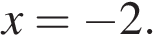 x = −2.